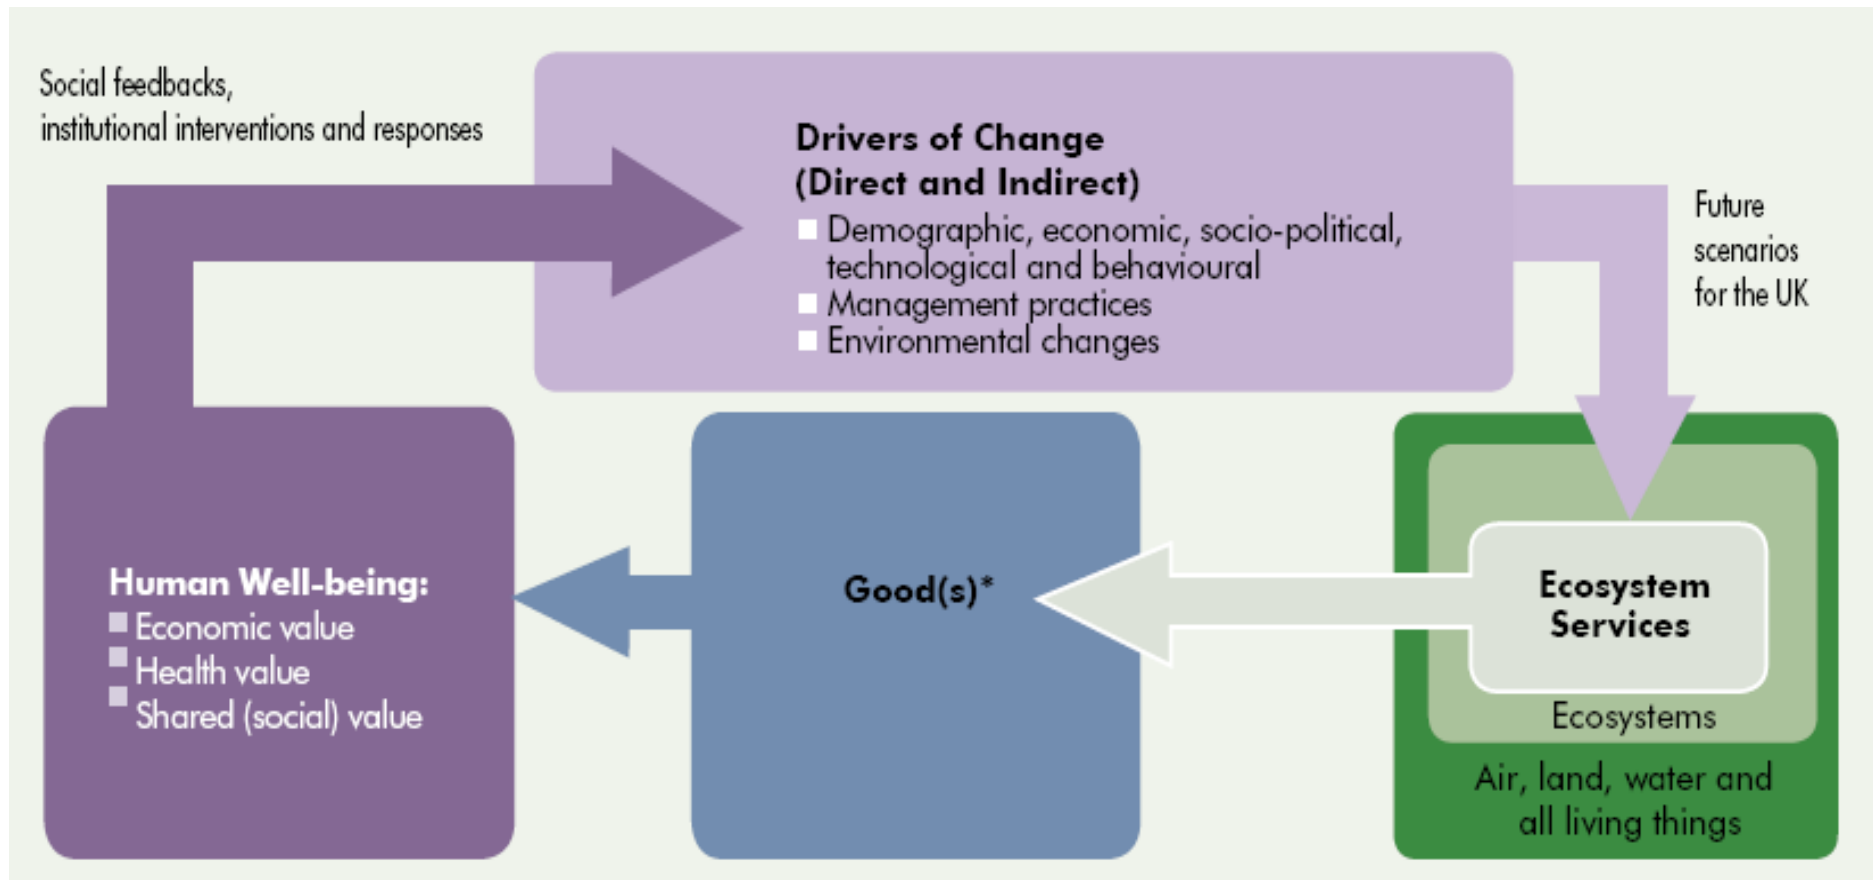 Social feedbacks,
institutional interventions and responses
Drivers of Change
(Direct and Indirect)
Demographic, economic, socio-political,
technological and behavioural
Management practices
Environmental changes
Future
scenarios
for the UK
Human Well-being:
Economic value
Health value
Shared (social) value
Good(s)*
Ecosystem
Services
Ecosystems
Air, land, water and
all living things